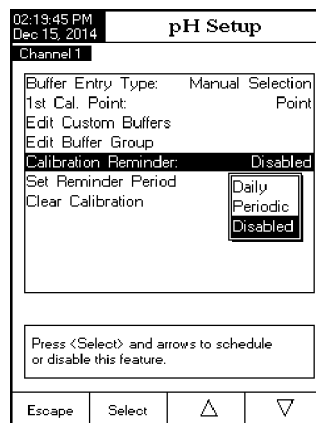 02:19:45 PM
Dec 15, 2014
pH Setup
Channel 1
Buffer Entry Type: Manual Selection
1st Cal. Point: Point
Edit Custom Buffers
Edit Buffer Group
Calibration Reminder: Disabled
Set Reminder Period
Clear Calibration
Daily
Periodic
Disabled
Press <Select> and arrows to schedule
or disable this feature.
Escape Select